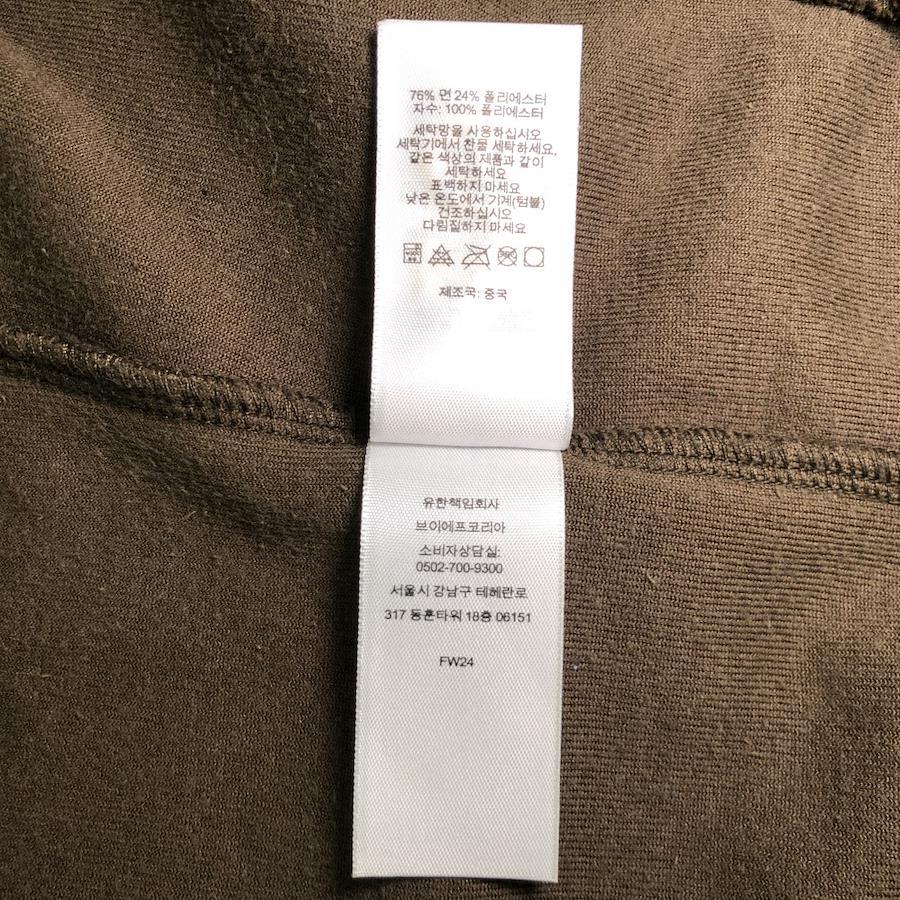 76% 면 24% 폴리에스터
자수: 100% 폴리에스터
세탁망을 사용하십시오
세탁기에서 찬물 세탁하세요,
같은 색상의 제품과 같이
세탁하세요
표백하지 마세요
낮은 온도에서 기계(텀블)
건조하십시오
다림질하지 마세요
제조국: 중국
유한책임회사
브이에프코리아
소비자상담실:
0502-700-9300
서울시 강남구 테헤란로
317 동훈타워 18층 06151
FW24